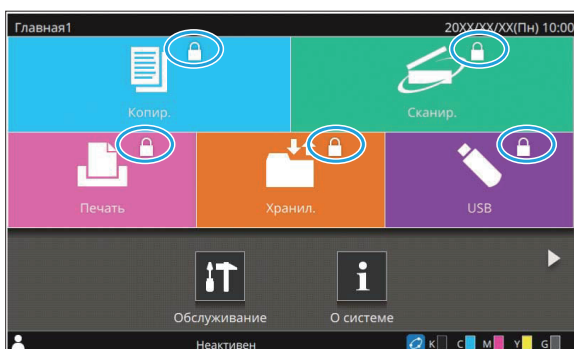 Главная1 20XX/XX/XX(Пн) 10:00
Копир. Сканир.
Печать Хранил. USB
Обслуживание О системе
Неактивен K C M Y G